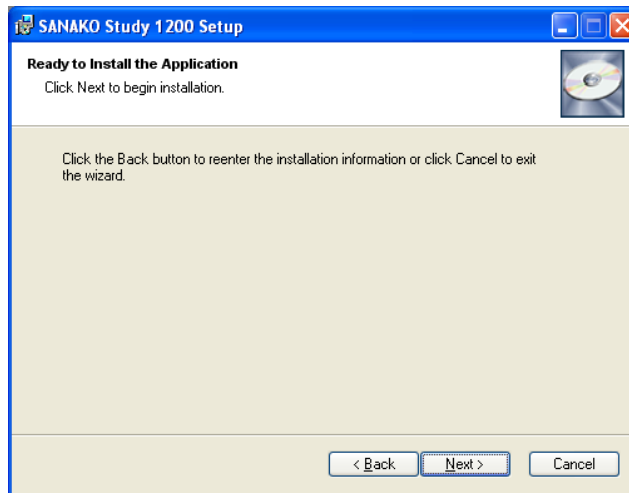 SANAKO Study 1200 Setup
Ready to Install the Application
Click Next to begin installation.
Click the Back button to reenter the installation information or click Cancel to exit
the wizard.
< Back
Next >
Cancel